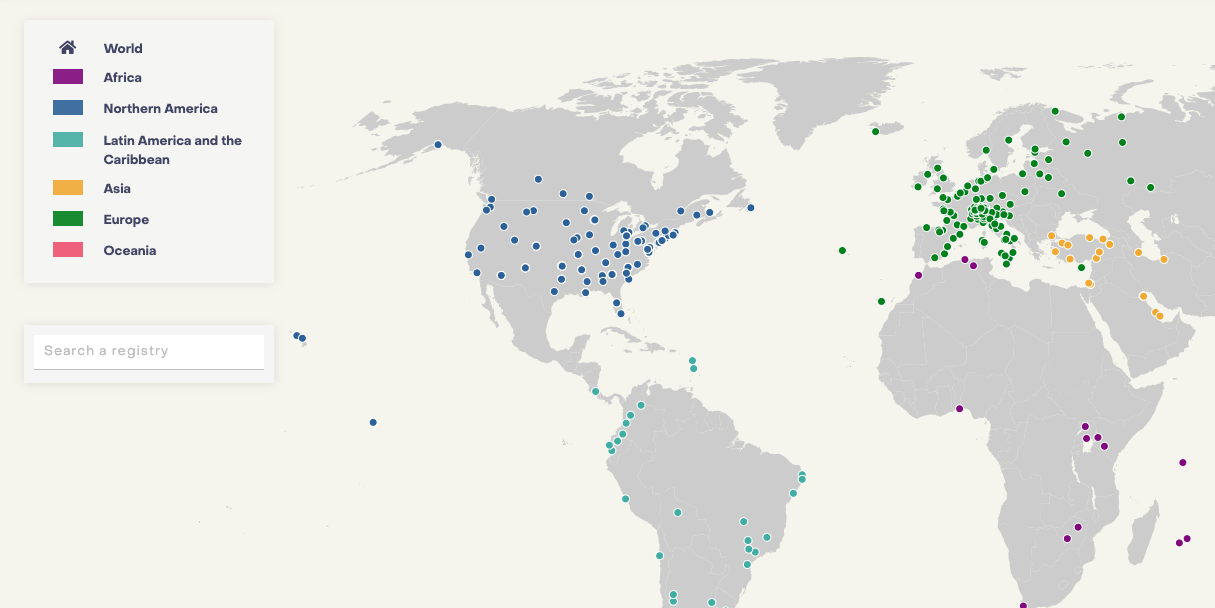 World
Africa
Northern America
Latin America and the
Caribbean
Asia
Europe
Oceania
Search a registry